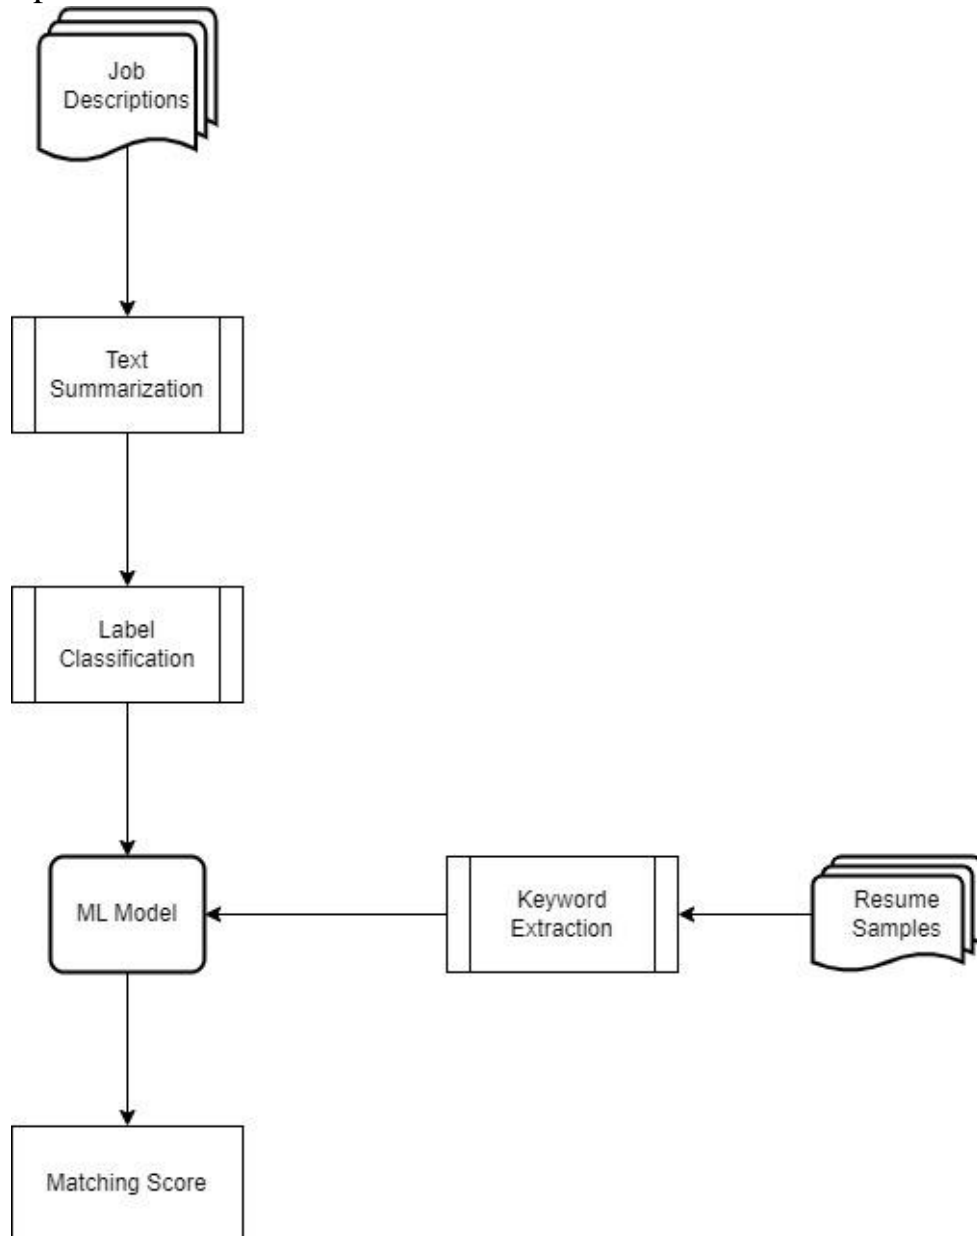 Job
Descriptions
Text
Summarization
Label
Classification
ML Model
Keyword
Extraction
Resume
Samples
Matching Score